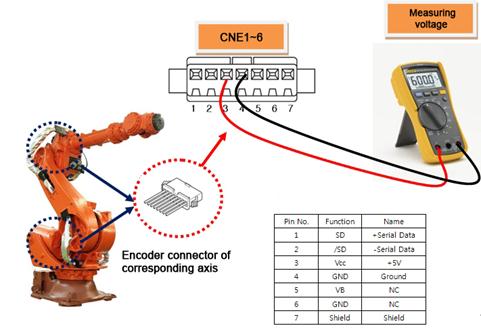 Measuring
voltage
CNE1~6
1 2 3 4 5 6 7
600.0
Encoder connector of
corresponding axis
Pin No. Function Name
1 SD +Serial Data
2 /SD -Serial Data
3 Vcc +5V
4 GND Ground
5 VB NC
6 GND NC
7 Shield Shield